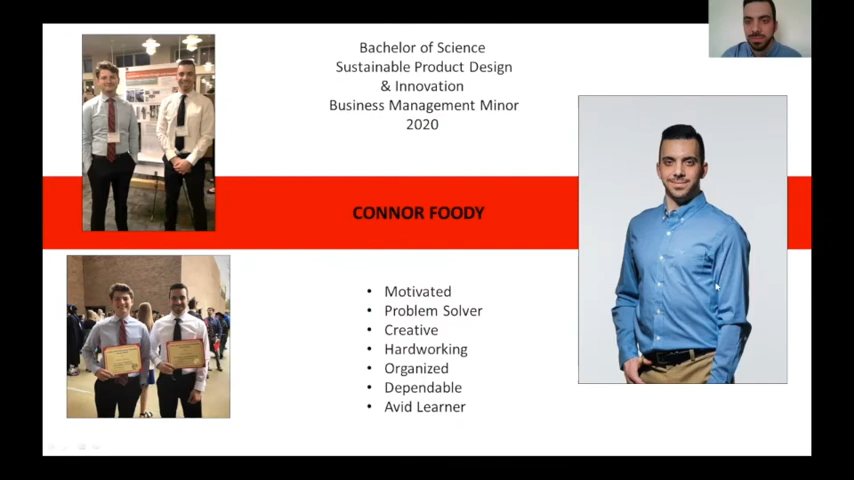 Bachelor of Science
Sustainable Product Design
& Innovation
Business Management Minor
2020
CONNOR FOODY
• Motivated
• Problem Solver
• Creative
• Hardworking
• Organized
• Dependable
• Avid Learner